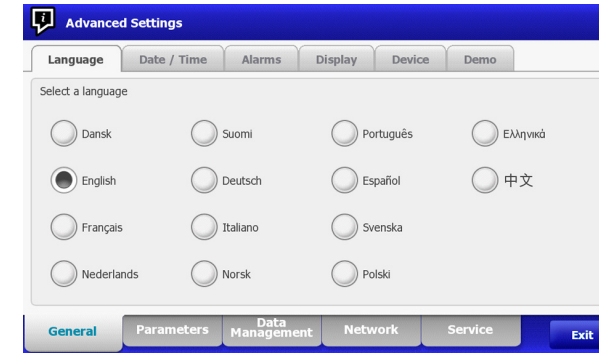 Advanced Settings
Language Date / Time Alarms Display Device Demo
Select a language
Dansk Suomi Português Ελληνικά
English Deutsch Español 中文
Français Italiano Svenska
Nederlands Norsk Polski
General Parameters Data Management Network Service Exit